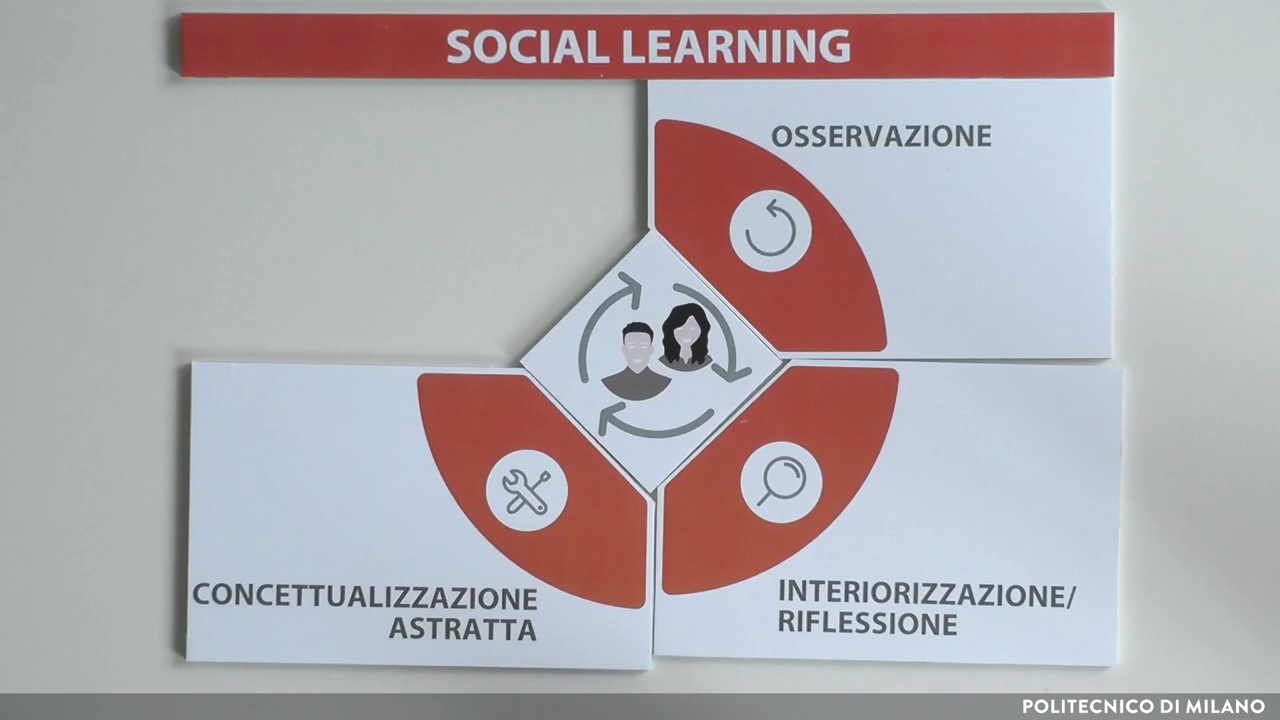 SOCIAL LEARNING
OSSERVAZIONE
CONCETTUALIZZAZIONE
ASTRATTA
INTERIORIZZAZIONE/
RIFLESSIONE
POLITECNICO DI MILANO